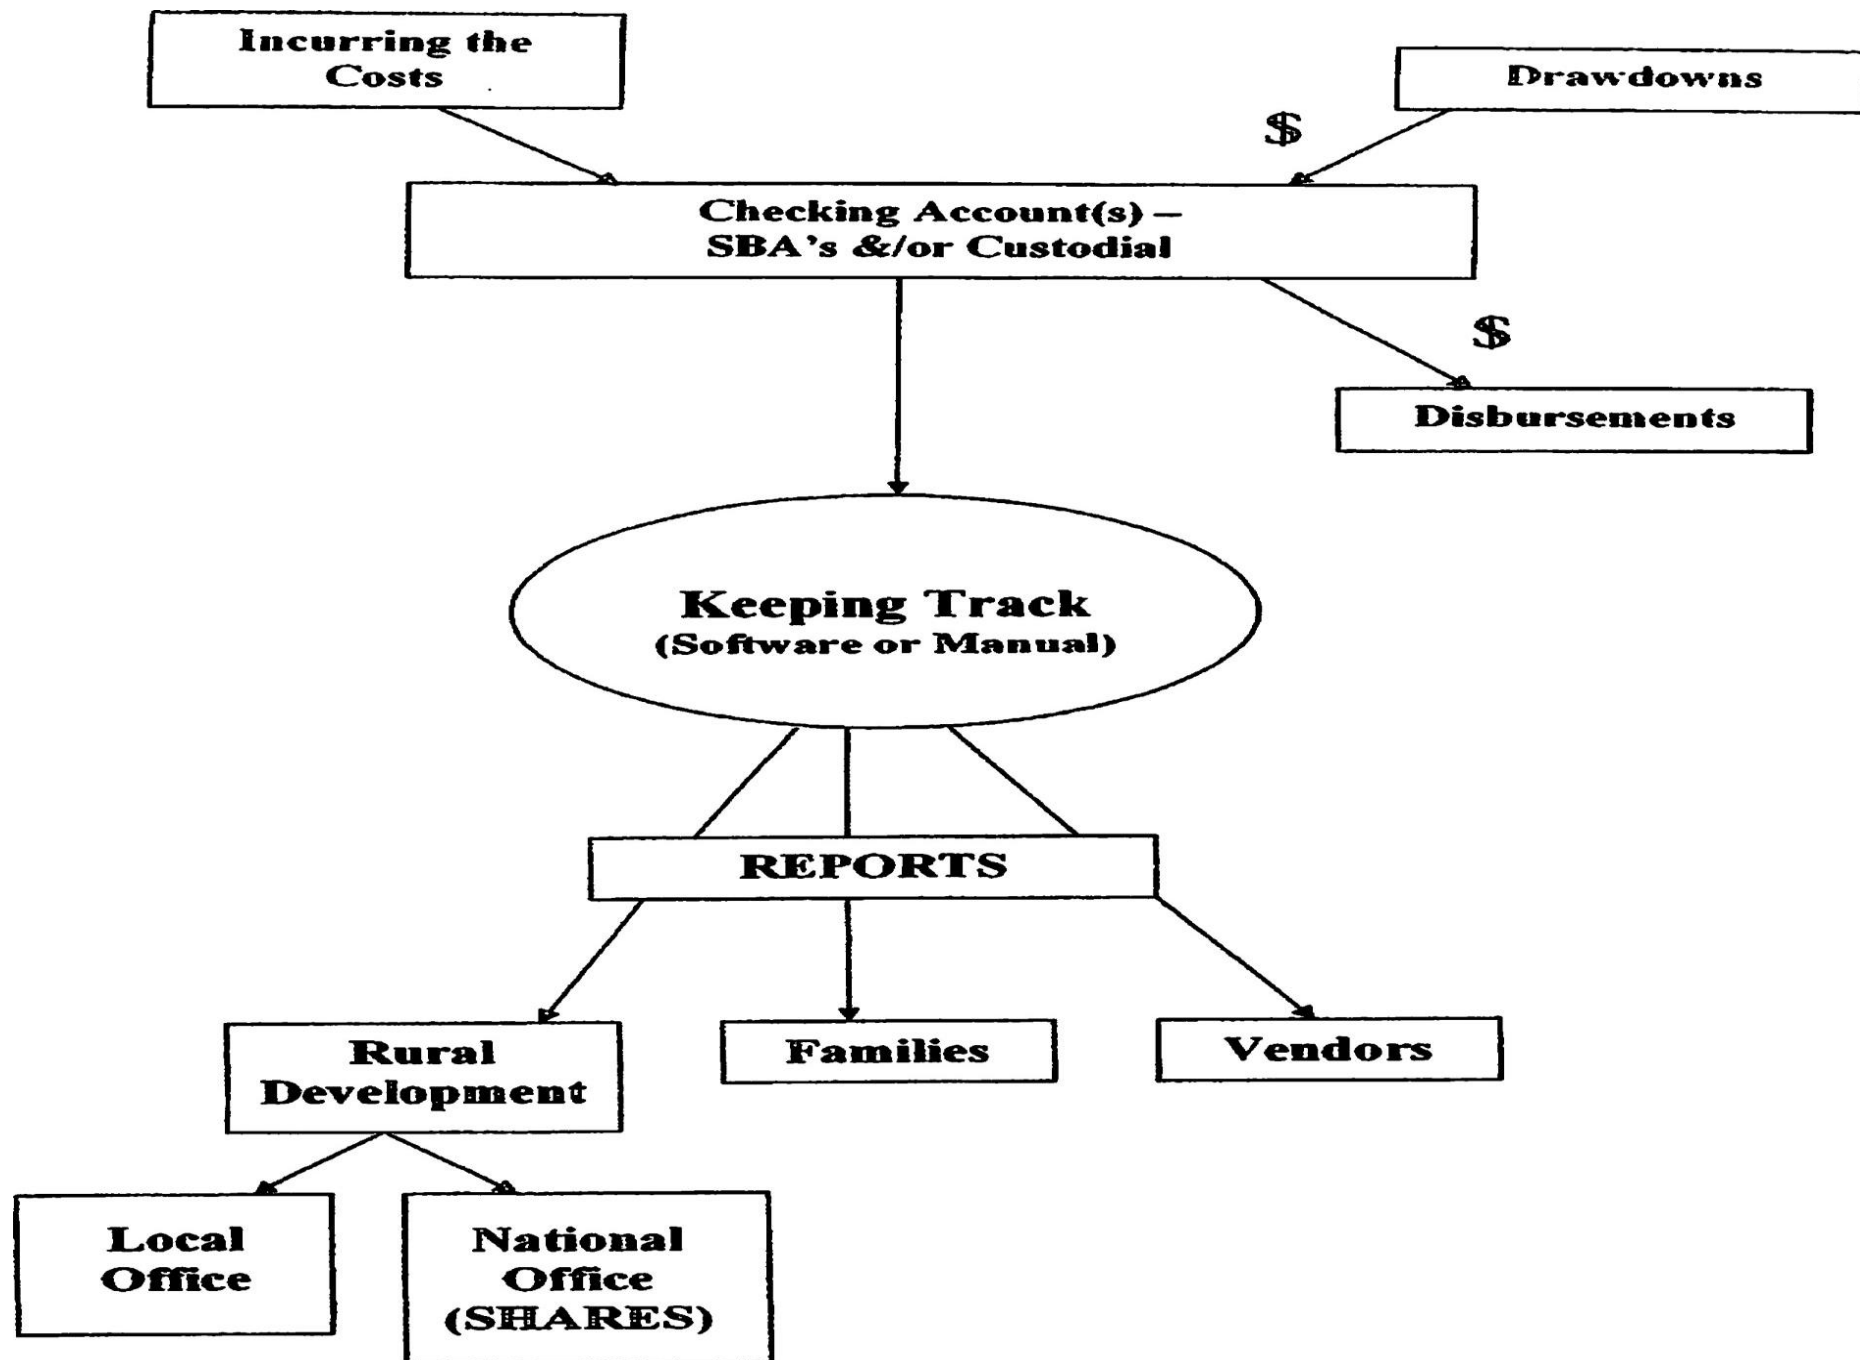 Incurring the
Costs
Drawdowns
$
Checking Account(s) –
SBA's &/or Custodial
$
Disbursements
Keeping Track
(Software or Manual)
REPORTS
Rural
Development
Families
Vendors
Local
Office
National
Office
(SHARES)